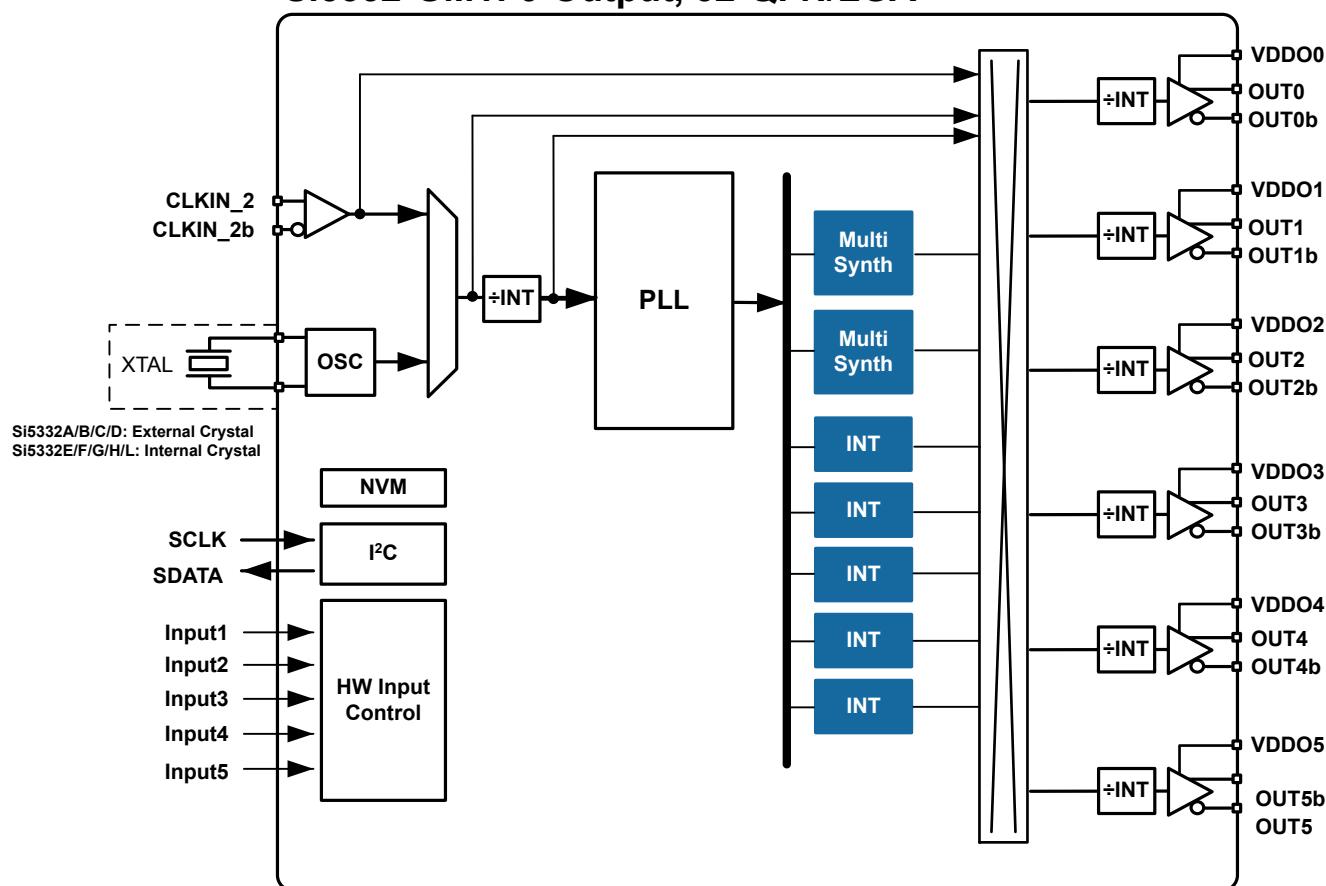 VDDO0
OUT0
OUT0b
÷INT
CLKIN_2
CLKIN_2b
VDDO1
OUT1
OUT1b
÷INT
Multi
Synth
÷INT
PLL
XTAL
OSC
Multi
Synth
VDDO2
OUT2
OUT2b
÷INT
Si5332A/B/C/D: External Crystal
Si5332E/F/G/H/L: Internal Crystal
INT
NVM
INT
VDDO3
OUT3
OUT3b
÷INT
SCLK
SDATA
I²C
INT
Input1
Input2
Input3
Input4
Input5
HW Input
Control
INT
INT
VDDO4
OUT4
OUT4b
÷INT
VDDO5
÷INT
OUT5b
OUT5